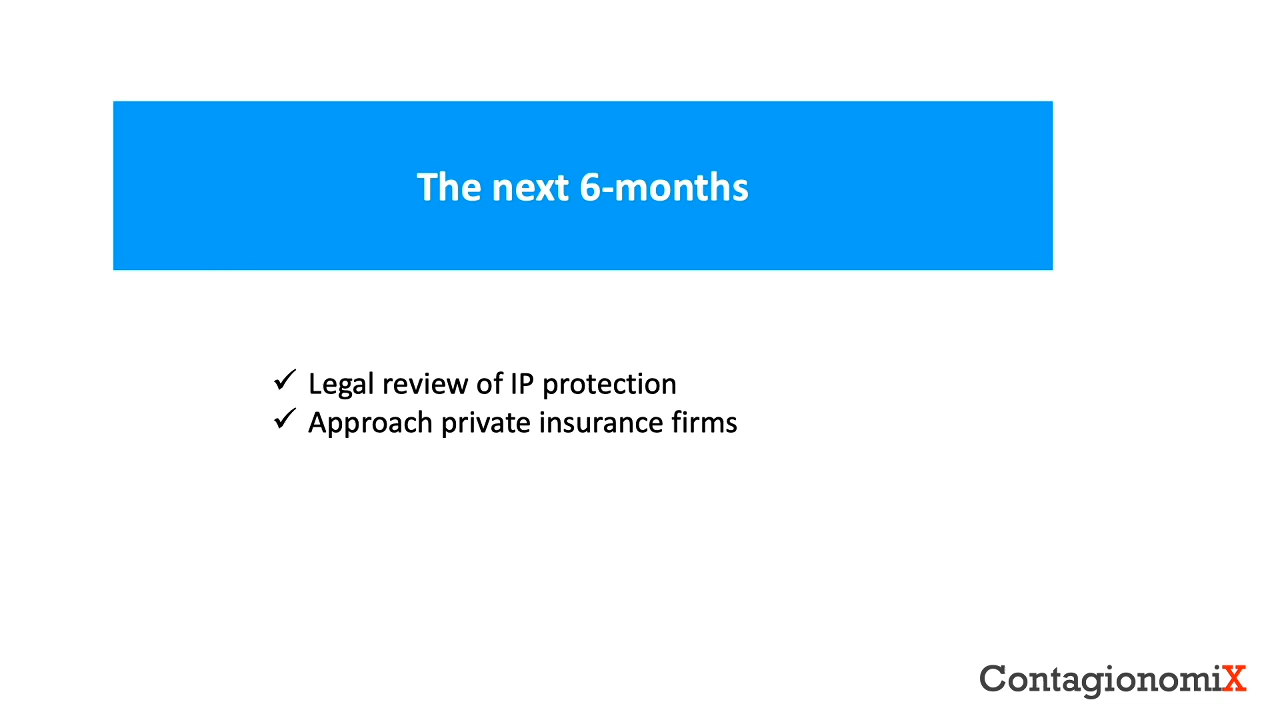 The next 6-months
✓ Legal review of IP protection
✓ Approach private insurance firms
ContagionomiX